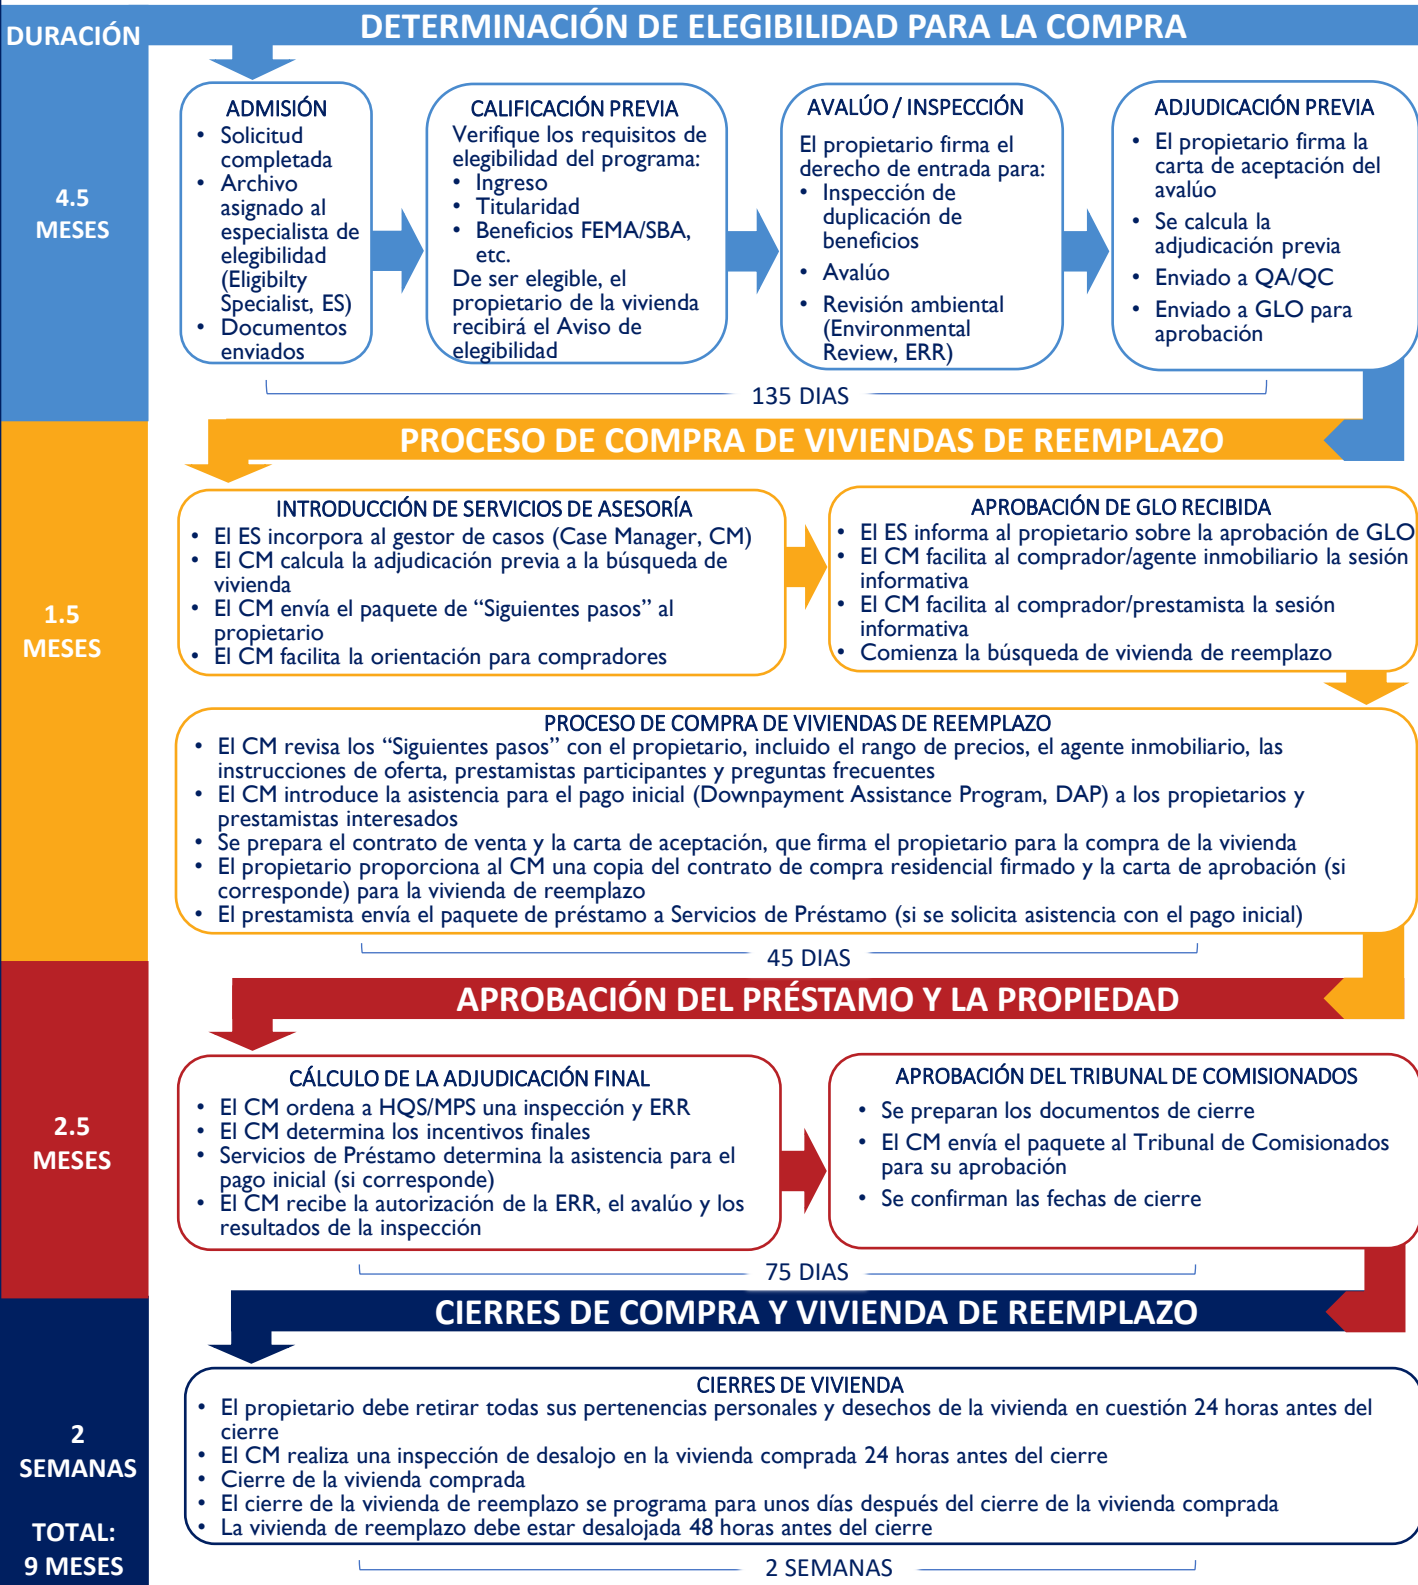 DURACIÓN
DETERMINACIÓN DE ELEGIBILIDAD PARA LA COMPRA
4.5
MESES
ADMISIÓN
• Solicitud
completada
• Archivo
asignado al
especialista de
elegibilidad
(Eligibilty
Specialist, ES)
• Documentos
enviados
CALIFICACIÓN PREVIA
Verifique los requisitos de
elegibilidad del programa:
• Ingreso
• Titularidad
• Beneficios FEMA/SBA,
etc.
De ser elegible, el
propietario de la vivienda
recibirá el Aviso de
elegibilidad
AVALÚO / INSPECCIÓN
El propietario firma el
derecho de entrada para:
• Inspección de
duplicación de
beneficios
• Avalúo
• Revisión ambiental
(Environmental
Review, ERR)
ADJUDICACIÓN PREVIA
• El propietario firma la
carta de aceptación del
avalúo
• Se calcula la
adjudicación previa
• Enviado a QA/QC
• Enviado a GLO para
aprobación
135 DIAS
PROCESO DE COMPRA DE VIVIENDAS DE REEMPLAZO
1.5
MESES
INTRODUCCIÓN DE SERVICIOS DE ASESORÍA
• El ES incorpora al gestor de casos (Case Manager, CM)
• El CM calcula la adjudicación previa a la búsqueda de
vivienda
• El CM envía el paquete de “Siguientes pasos” al
propietario
• El CM facilita la orientación para compradores
APROBACIÓN DE GLO RECIBIDA
• El ES informa al propietario sobre la aprobación de GLO
• El CM facilita al comprador/agente inmobiliario la sesión
informativa
• El CM facilita al comprador/prestamista la sesión
informativa
• Comienza la búsqueda de vivienda de reemplazo
PROCESO DE COMPRA DE VIVIENDAS DE REEMPLAZO
• El CM revisa los “Siguientes pasos” con el propietario, incluido el rango de precios, el agente inmobiliario, las
instrucciones de oferta, prestamistas participantes y preguntas frecuentes
• El CM introduce la asistencia para el pago inicial (Downpayment Assistance Program, DAP) a los propietarios y
prestamistas interesados
• Se prepara el contrato de venta y la carta de aceptación, que firma el propietario para la compra de la vivienda
• El propietario proporciona al CM una copia del contrato de compra residencial firmado y la carta de aprobación (si
corresponde) para la vivienda de reemplazo
• El prestamista envía el paquete de préstamo a Servicios de Préstamo (si se solicita asistencia con el pago inicial)
45 DIAS
APROBACIÓN DEL PRÉSTAMO Y LA PROPIEDAD
2.5
MESES
CÁLCULO DE LA ADJUDICACIÓN FINAL
• El CM ordena a HQS/MPS una inspección y ERR
• El CM determina los incentivos finales
• Servicios de Préstamo determina la asistencia para el
pago inicial (si corresponde)
• El CM recibe la autorización de la ERR, el avalúo y los
resultados de la inspección
APROBACIÓN DEL TRIBUNAL DE COMISIONADOS
• Se preparan los documentos de cierre
• El CM envía el paquete al Tribunal de Comisionados
para su aprobación
• Se confirman las fechas de cierre
75 DIAS
CIERRES DE COMPRA Y VIVIENDA DE REEMPLAZO
2
SEMANAS
TOTAL:
9 MESES
CIERRES DE VIVIENDA
• El propietario debe retirar todas sus pertenencias personales y desechos de la vivienda en cuestión 24 horas antes del
cierre
• El CM realiza una inspección de desalojo en la vivienda comprada 24 horas antes del cierre
• Cierre de la vivienda comprada
• El cierre de la vivienda de reemplazo se programa para unos días después del cierre de la vivienda comprada
• La vivienda de reemplazo debe estar desalojada 48 horas antes del cierre
2 SEMANAS